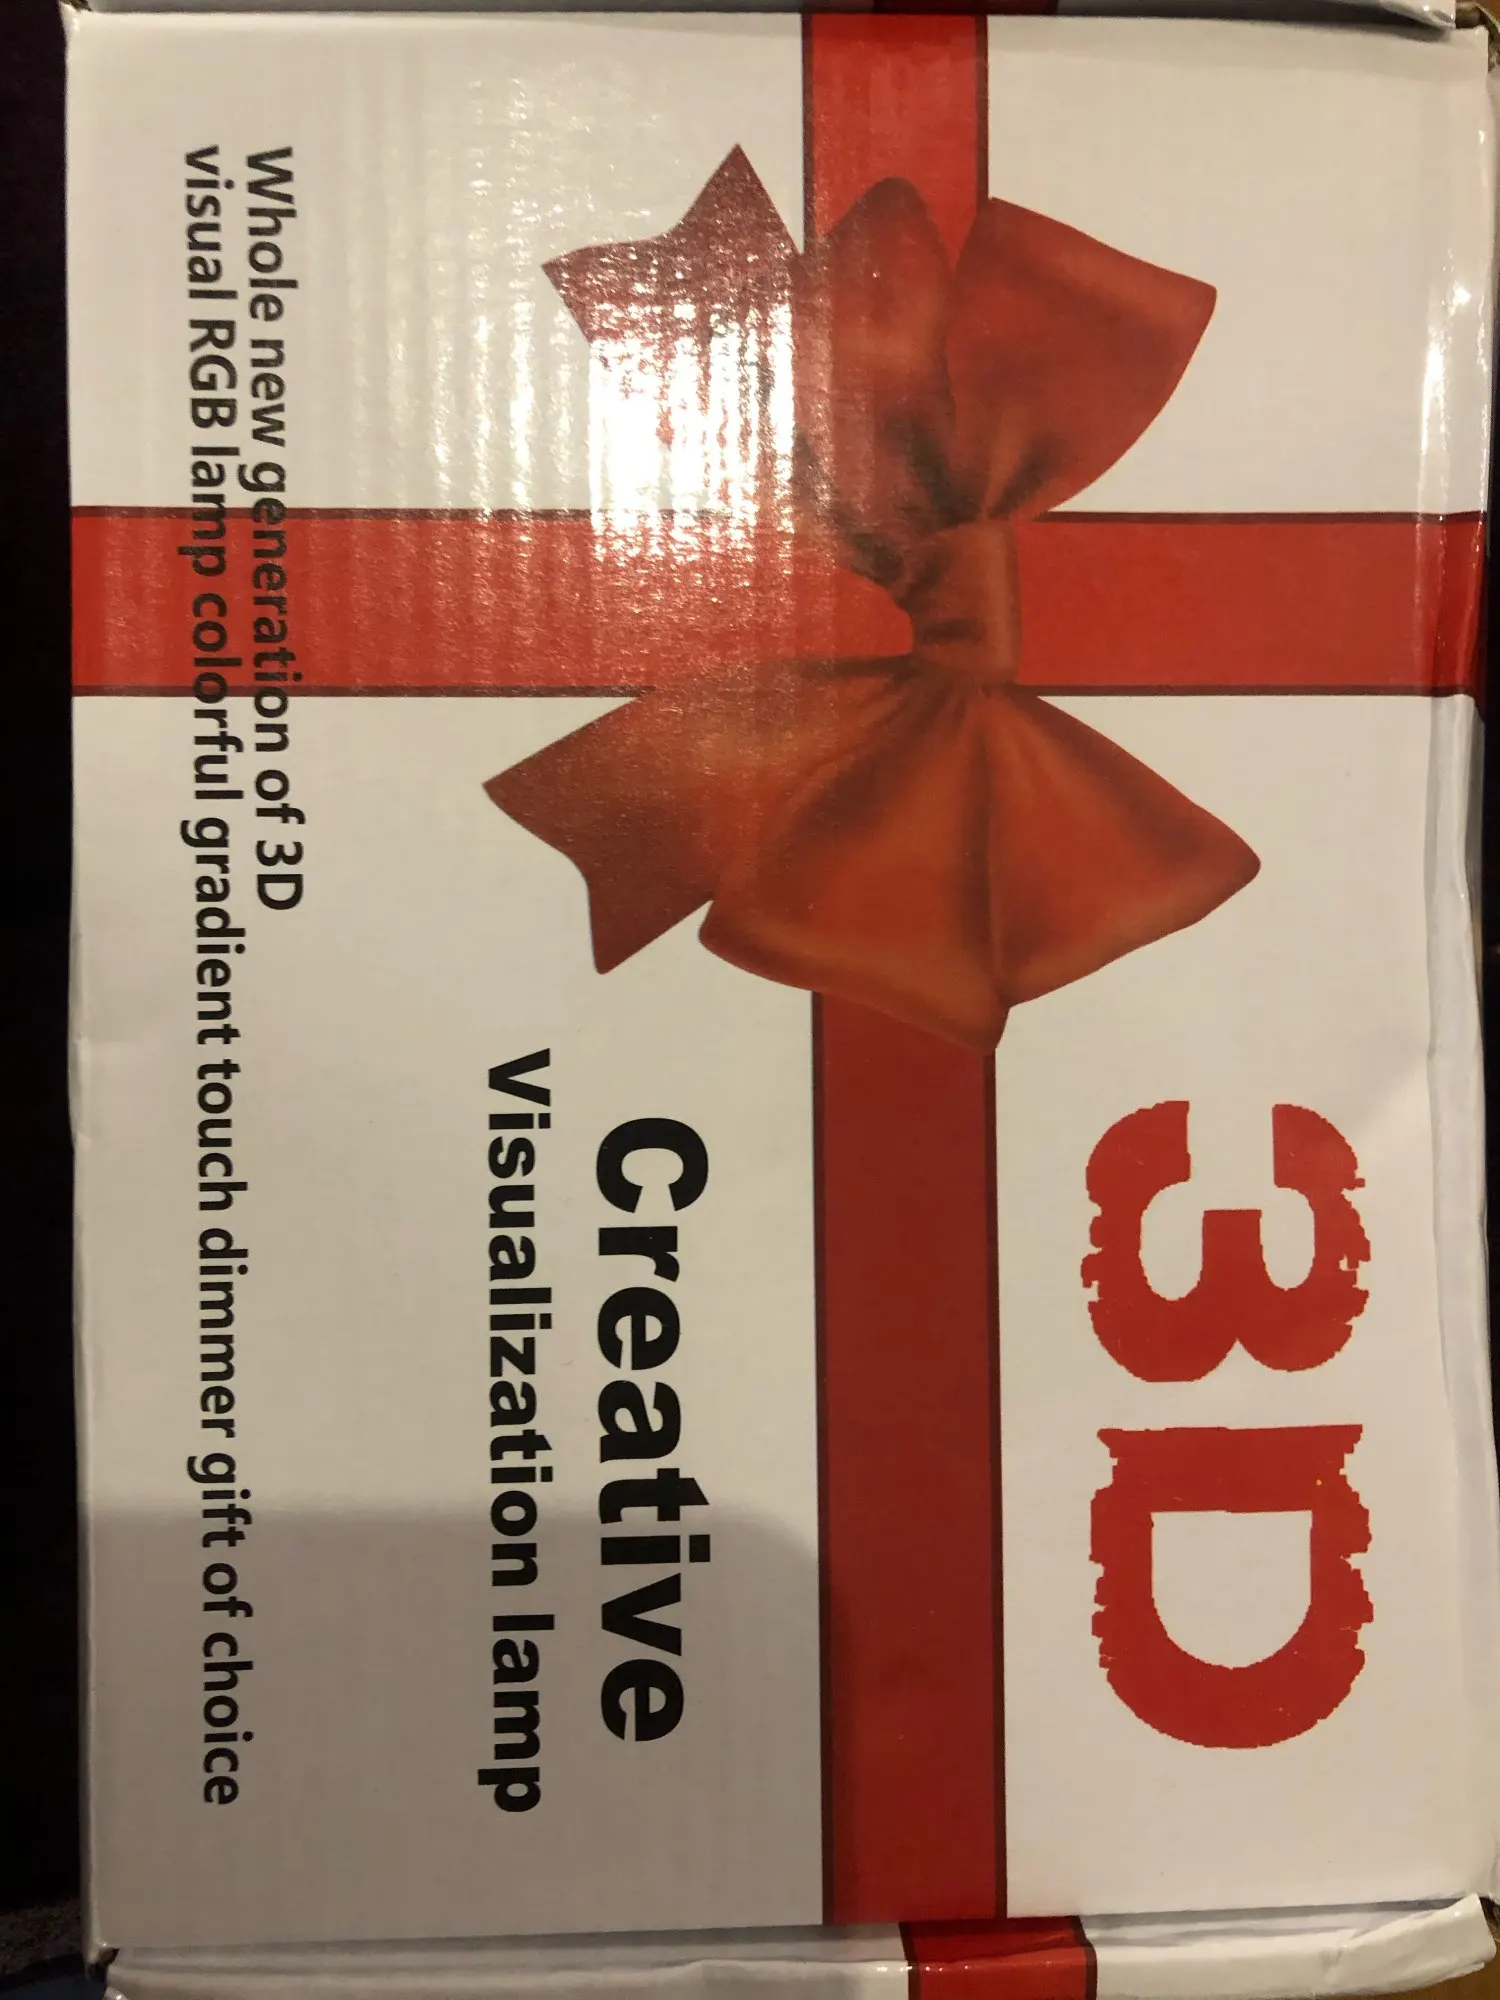 3D
Creative
Visualization lamp
Whole new generation of 3D
visual RGB lamp colorful gradient touch dimmer gift of choice